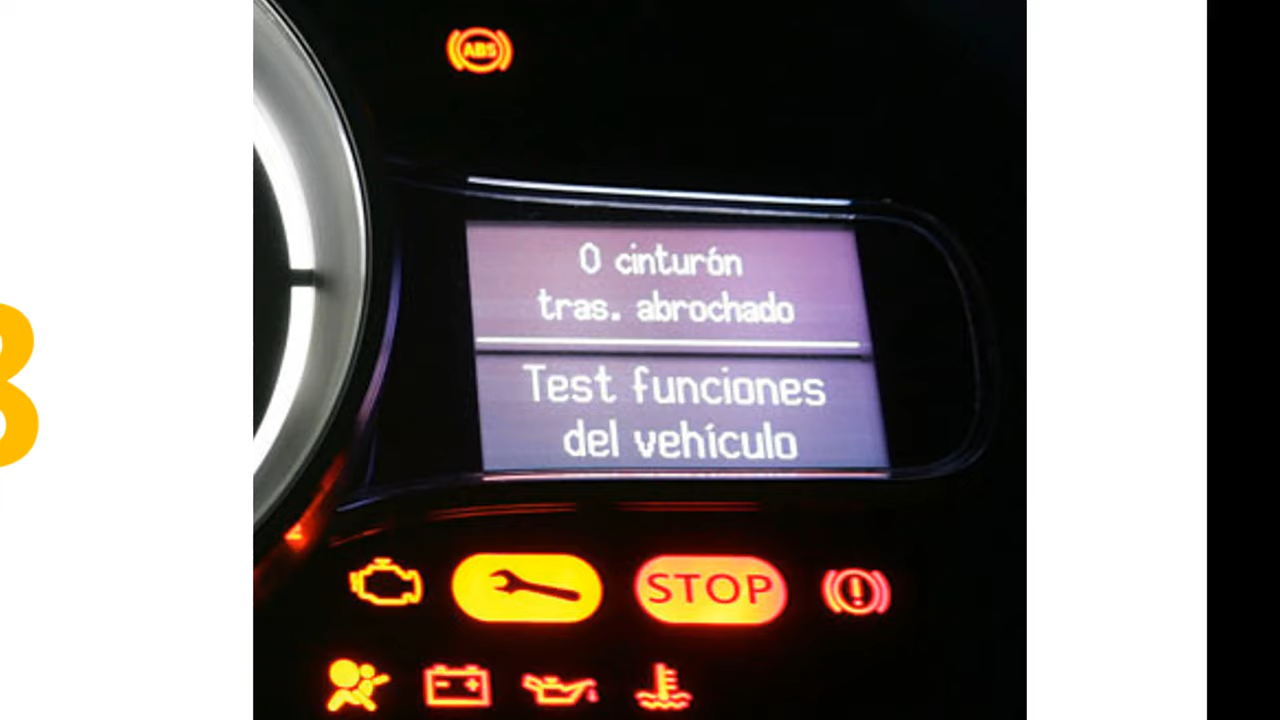 ABS
0 cinturón
tras. abrochado
Test funciones
del vehículo
STOP